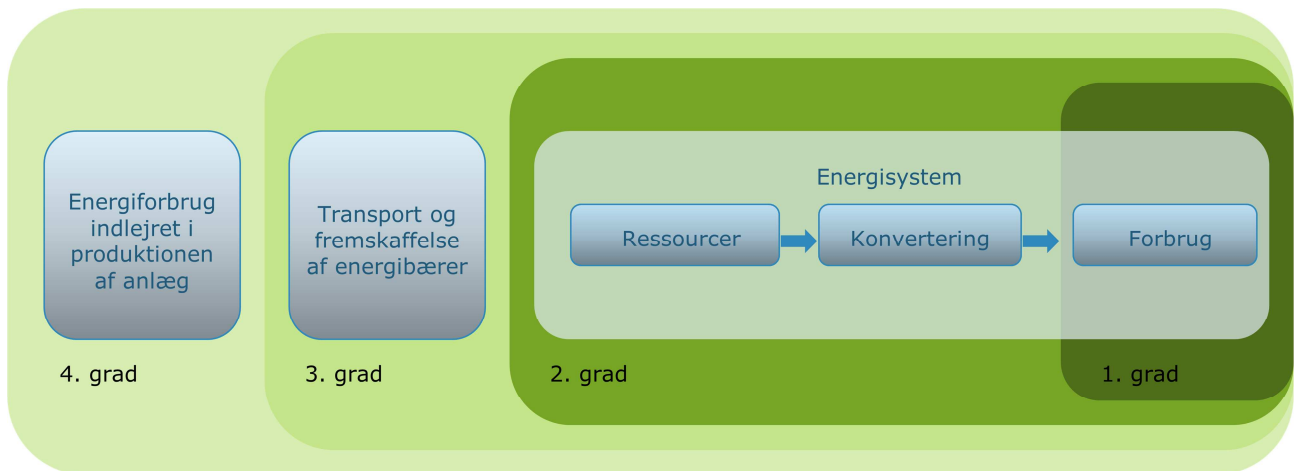 Energiforbrug
indlejret i
produktionen
af anlæg
Transport og
fremskaffelse
af energibærer
Energisystem
Ressourcer
Konvertering
Forbrug
4. grad
3. grad
2. grad
1. grad